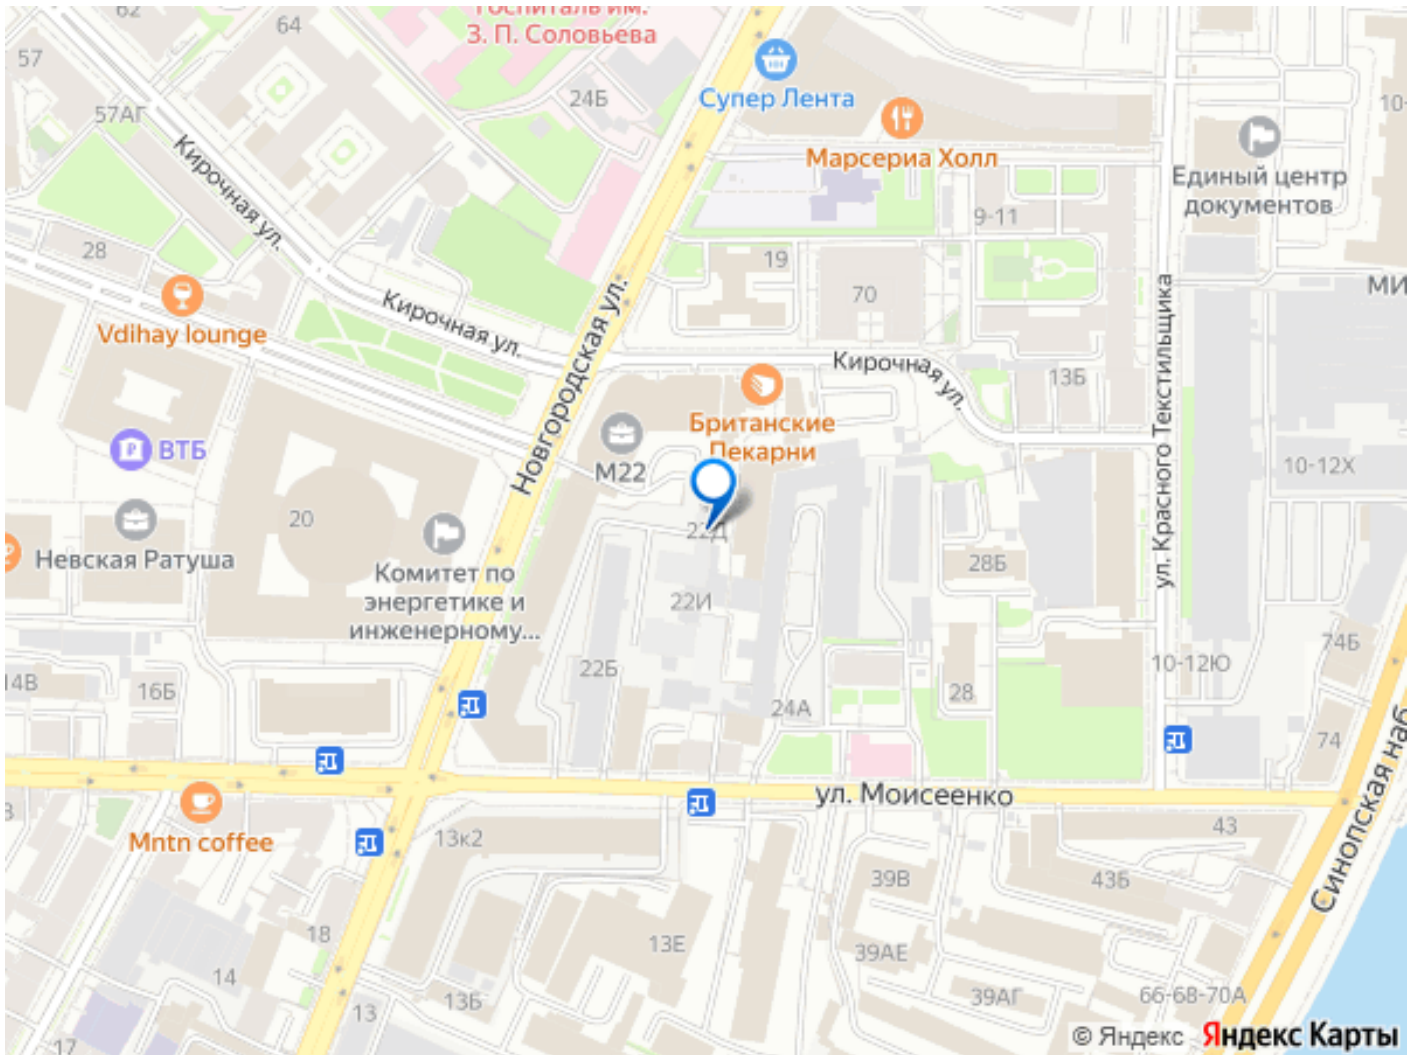 62
64
Госпиталь им.
З. П. Соловьева
57
57АГ
24Б
Супер Лента
Марсериа Холл
10-
Единый центр
документов
Кирочная ул.
9-11
28
19
70
МИ
Vdihay lounge
Кирочная ул.
Новгородская ул.
Кирочная ул.
13Б
ул. Красного Текстильщика
Британские
Пекарни
ВТБ
М22
10-12Х
20
22Д
Невская Ратуша
28Б
Комитет по
энергетике и
инженерному...
22И
22Б
74Б
10-12Ю
14В
16Б
28
24А
74
ул. Моисеенко
Синопская наб
Mntn coffee
13к2
43
39В
43Б
18
13Е
39АЕ
14
13Б
39АГ
66-68-70А
13
17
© Яндекс Яндекс Карты